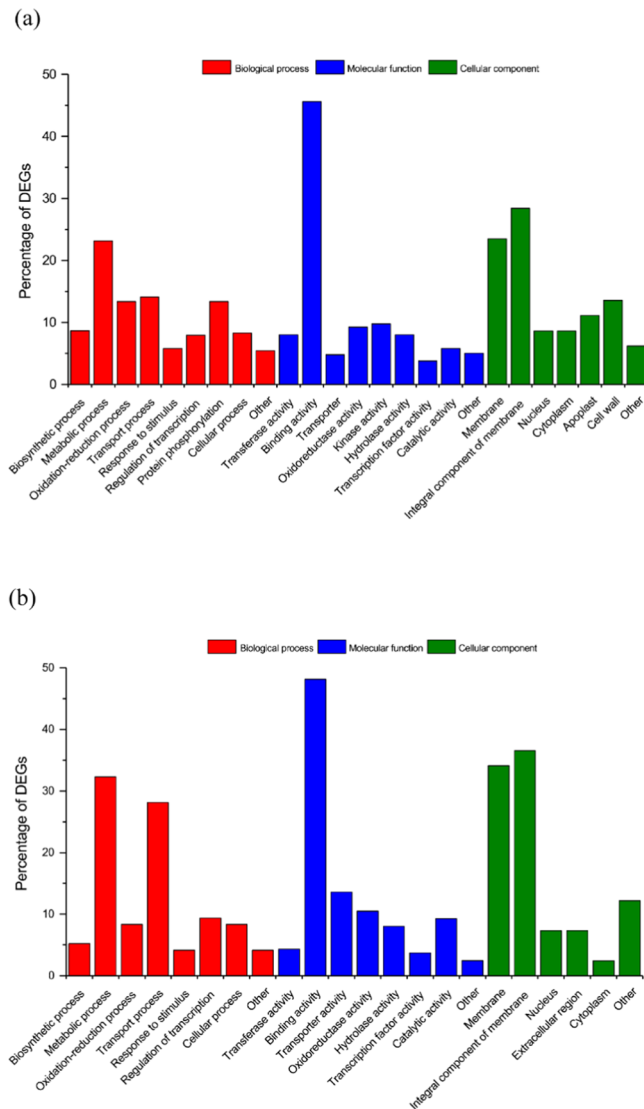 (a)
Biological process Molecular function Cellular component
50
40
30
20
10
0
Percentage of DEGs
Biosynthetic process
Metabolic process
Oxidation-reduction process
Transport process
Response to stimulus
Regulation of transcription
Protein phosphorylation
Cellular process
Other
Transferase activity
Binding activity
Transporter
Oxidoreductase activity
Kinase activity
Hydrolase activity
Transcription factor activity
Catalytic activity
Other
Membrane
Integral component of membrane
Nucleus
Cytoplasm
Apoplast
Cell wall
Other
(b)
Biological process Molecular function Cellular component
50
40
30
20
10
0
Percentage of DEGs
Biosynthetic process
Metabolic process
Oxidation-reduction process
Transport process
Response to stimulus
Regulation of transcription
Cellular process
Other
Transferase activity
Binding activity
Transporter activity
Oxidoreductase activity
Hydrolase activity
Transcription factor activity
Catalytic activity
Other
Membrane
Integral component of membrane
Nucleus
Extracellular region
Cytoplasm
Other